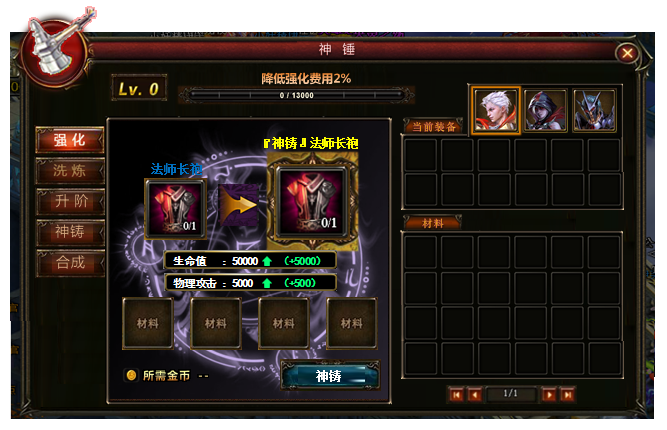 神 锤
Lv. 0
降低强化费用2%
0 / 13000
强 化
洗 炼
升 阶
神铸
合成
『神铸』法师长袍
法师长袍
0/1
0/1
生命值 : 50000 (+5000)
物理攻击 : 5000 (+500)
材料
材料
材料
材料
所需金币 --
神铸
当前装备
材料
1/1